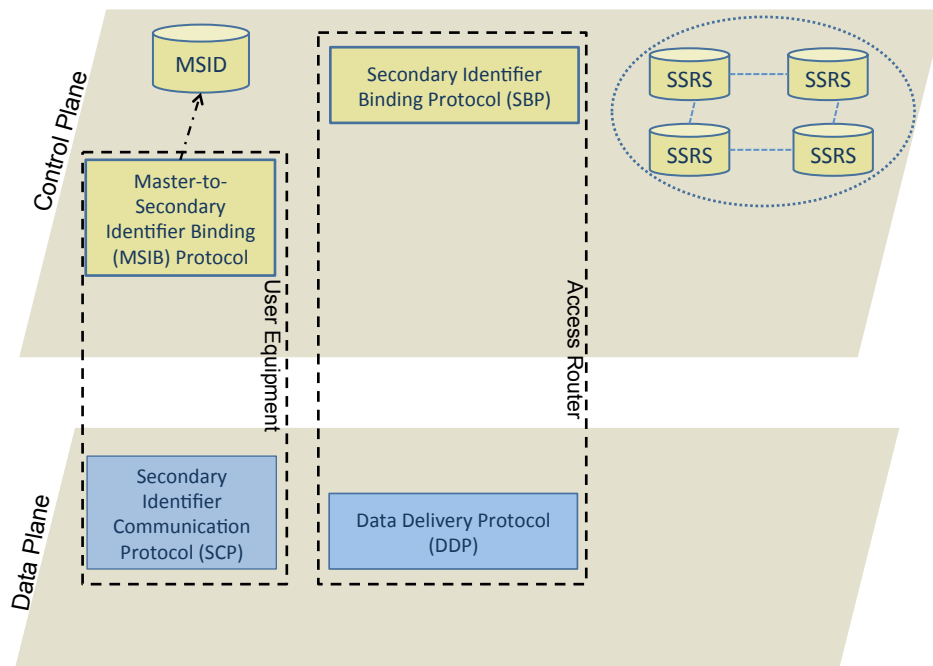 Control Plane
MSID
Secondary Identifier
Binding Protocol (SBP)
SSRS
SSRS
SSRS
SSRS
Master-to-
Secondary
Identifier Binding
(MSIB) Protocol
User Equipment
Access Router
Data Plane
Secondary
Identifier
Communication
Protocol (SCP)
Data Delivery Protocol
(DDP)